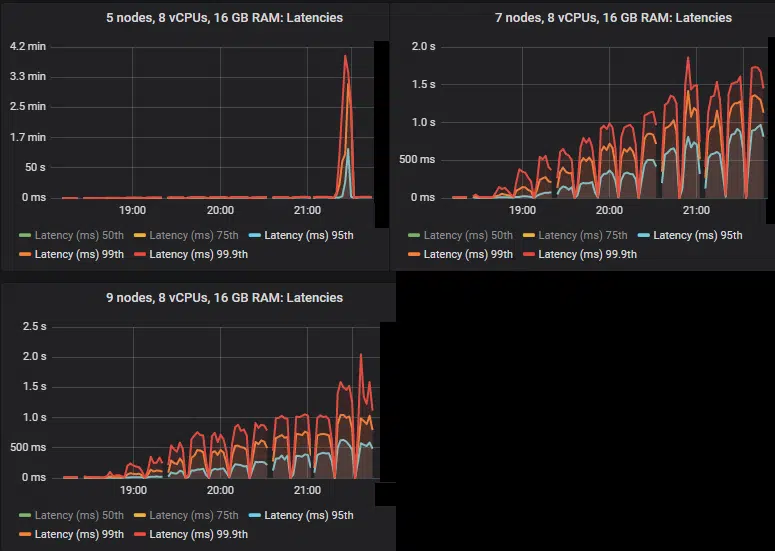 5 nodes, 8 vCPUs, 16 GB RAM: Latencies
4.2 min
3.3 min
2.5 min
1.7 min
50 s
0 ms
19:00 20:00 21:00
Latency (ms) 50th Latency (ms) 75th Latency (ms) 95th
Latency (ms) 99th Latency (ms) 99.9th
7 nodes, 8 vCPUs, 16 GB RAM: Latencies
2.0 s
1.5 s
1.0 s
500 ms
0 ms
19:00 20:00 21:00
Latency (ms) 50th Latency (ms) 75th Latency (ms) 95th
Latency (ms) 99th Latency (ms) 99.9th
9 nodes, 8 vCPUs, 16 GB RAM: Latencies
2.5 s
2.0 s
1.5 s
1.0 s
500 ms
0 ms
19:00 20:00 21:00
Latency (ms) 50th Latency (ms) 75th Latency (ms) 95th
Latency (ms) 99th Latency (ms) 99.9th